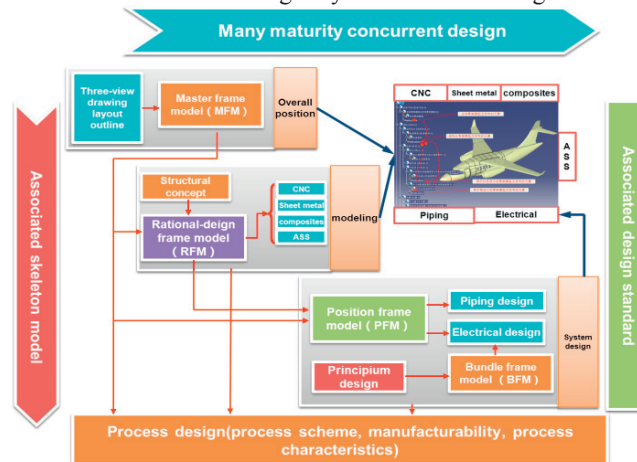 Many maturity concurrent design
Three-view
drawing
layout
outline
Master frame
model ( MFM )
Overall
position
CNC
Sheet metal
composites
ASS
Piping
Electrical
Associated skeleton model
Associated design standard
Structural
concept
Rational-deign
frame model
( RFM )
CNC
Sheet metal
composites
ASS
modeling
Position frame
model ( PFM )
Piping design
Electrical design
Principium
design
Bundle frame
model ( BFM )
System
design
Process design(process scheme, manufacturability, process
characteristics)